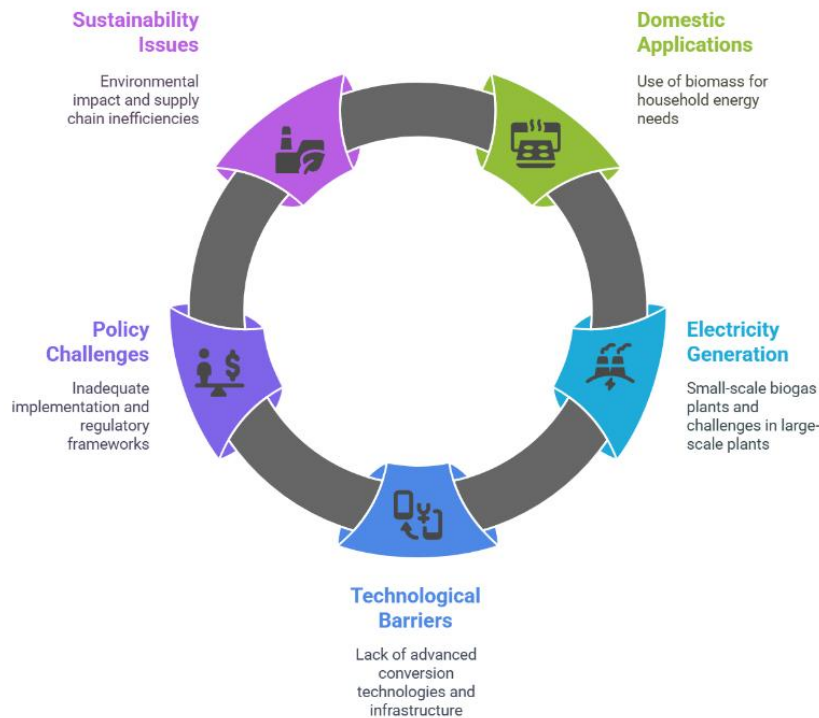 Sustainability
Issues
Environmental
impact and supply
chain inefficiencies
Domestic
Applications
Use of biomass for
household energy
needs
Policy
Challenges
Inadequate
implementation and
regulatory
frameworks
Electricity
Generation
Small-scale biogas
plants and
challenges in large-
scale plants
Technological
Barriers
Lack of advanced
conversion
technologies and
infrastructure